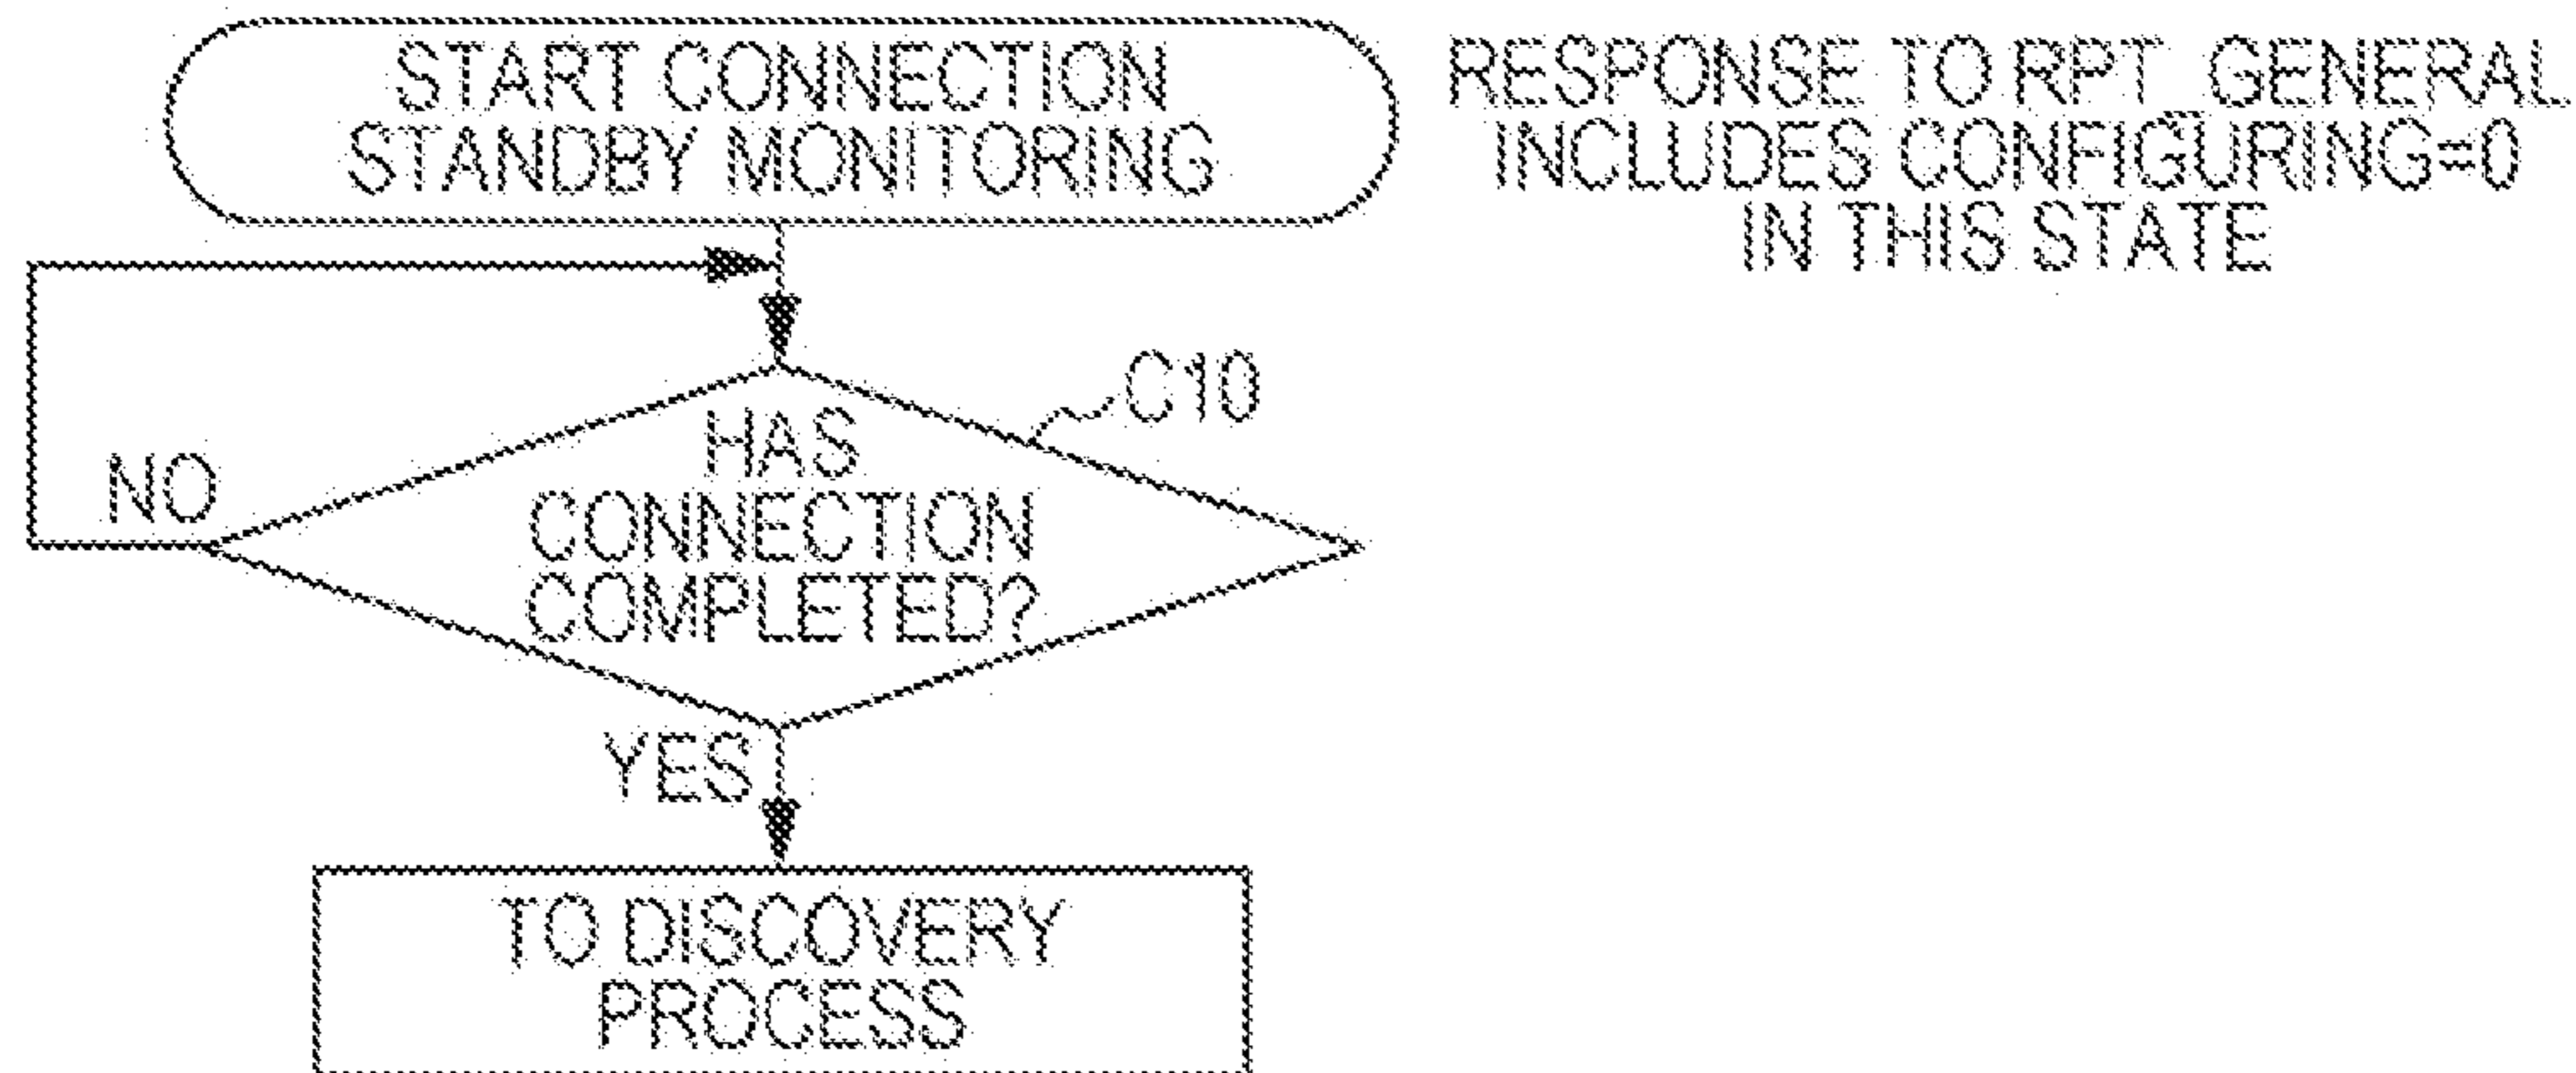 START CONNECTION
STANDBY MONITORING
RESPONSE TO RPT_GENERAL
INCLUDES CONFIGURING=0
IN THIS STATE
C10
HAS
CONNECTION
COMPLETED?
NO
YES
TO DISCOVERY
PROCESS